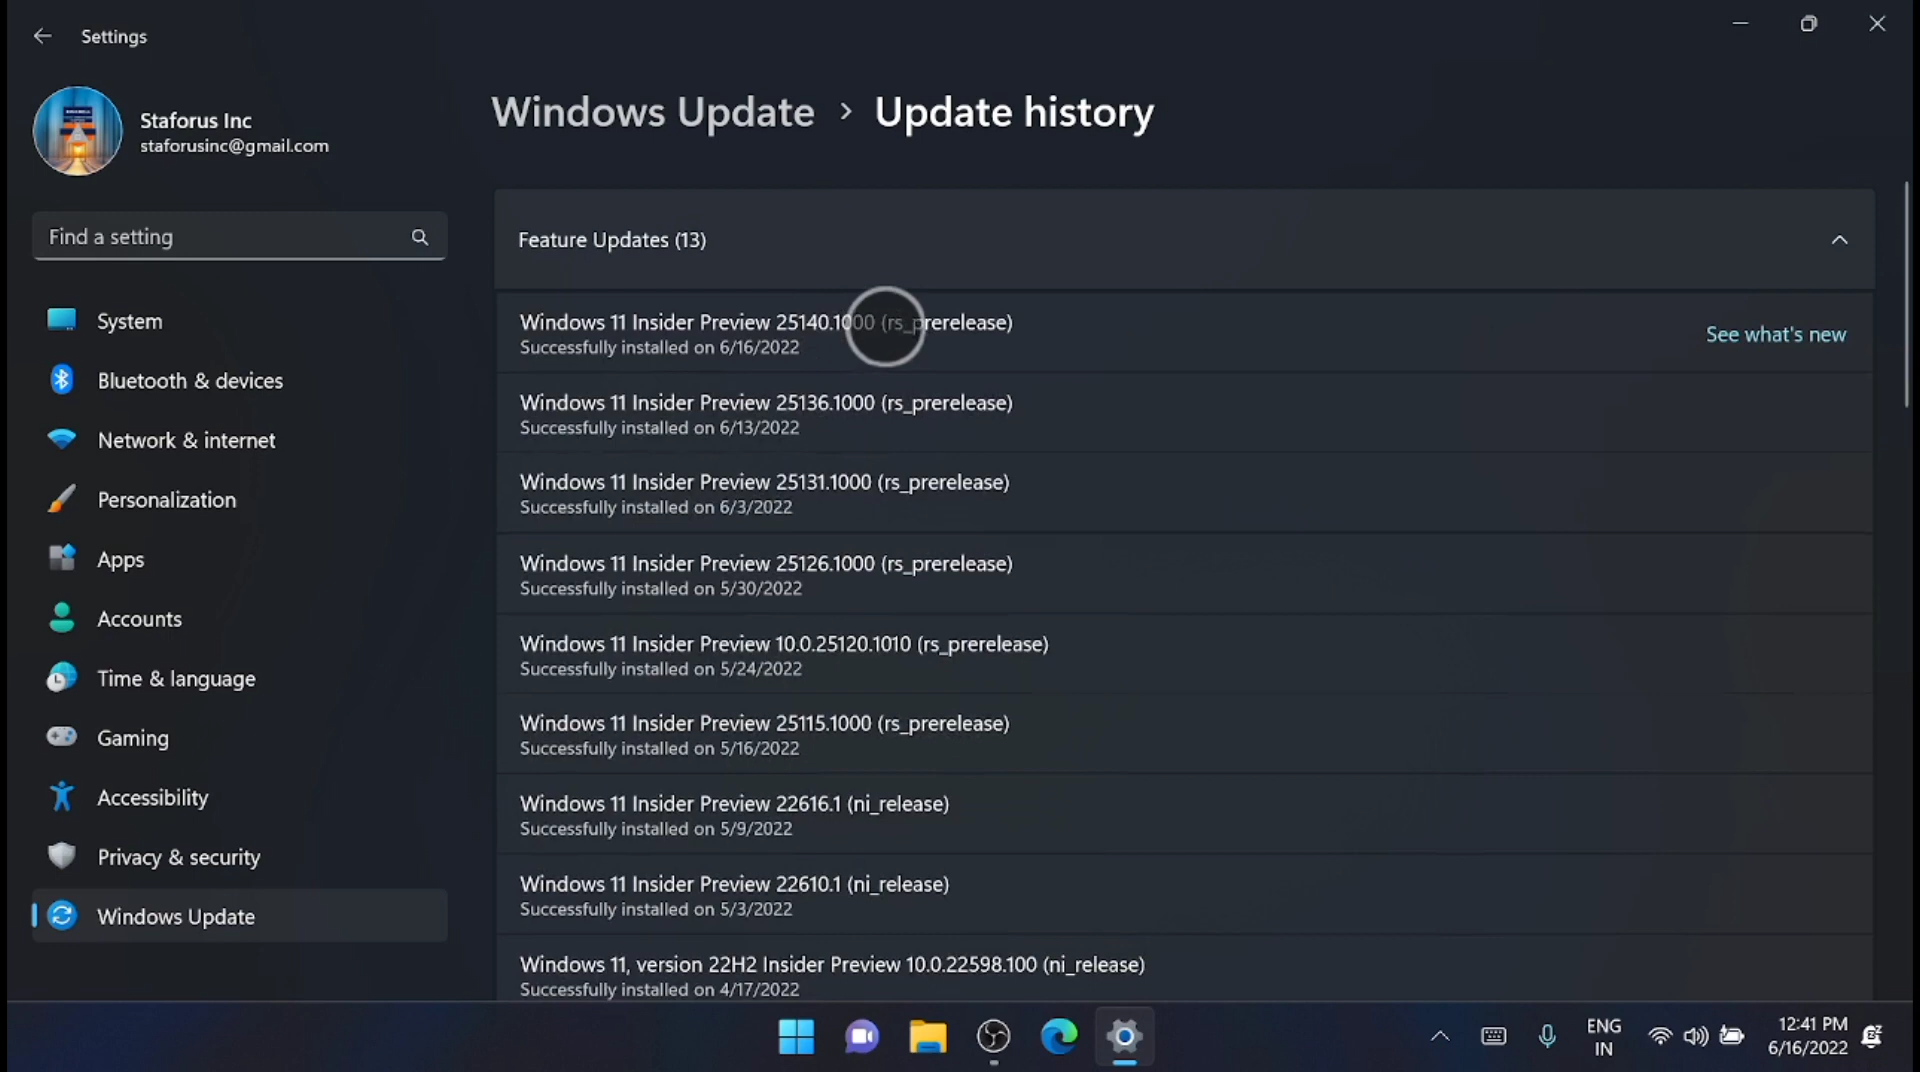 Settings
Staforus Inc
staforusinc@gmail.com
Find a setting
System
Bluetooth & devices
Network & internet
Personalization
Apps
Accounts
Time & language
Gaming
Accessibility
Privacy & security
Windows Update
Windows Update > Update history
Feature Updates (13)
Windows 11 Insider Preview 25140.1000 (rs_prerelease)
Successfully installed on 6/16/2022
See what's new
Windows 11 Insider Preview 25136.1000 (rs_prerelease)
Successfully installed on 6/13/2022
Windows 11 Insider Preview 25131.1000 (rs_prerelease)
Successfully installed on 6/3/2022
Windows 11 Insider Preview 25126.1000 (rs_prerelease)
Successfully installed on 5/30/2022
Windows 11 Insider Preview 10.0.25120.1010 (rs_prerelease)
Successfully installed on 5/24/2022
Windows 11 Insider Preview 25115.1000 (rs_prerelease)
Successfully installed on 5/16/2022
Windows 11 Insider Preview 22616.1 (ni_release)
Successfully installed on 5/9/2022
Windows 11 Insider Preview 22610.1 (ni_release)
Successfully installed on 5/3/2022
Windows 11, version 22H2 Insider Preview 10.0.22598.100 (ni_release)
Successfully installed on 4/17/2022
ENG
IN
12:41 PM
6/16/2022